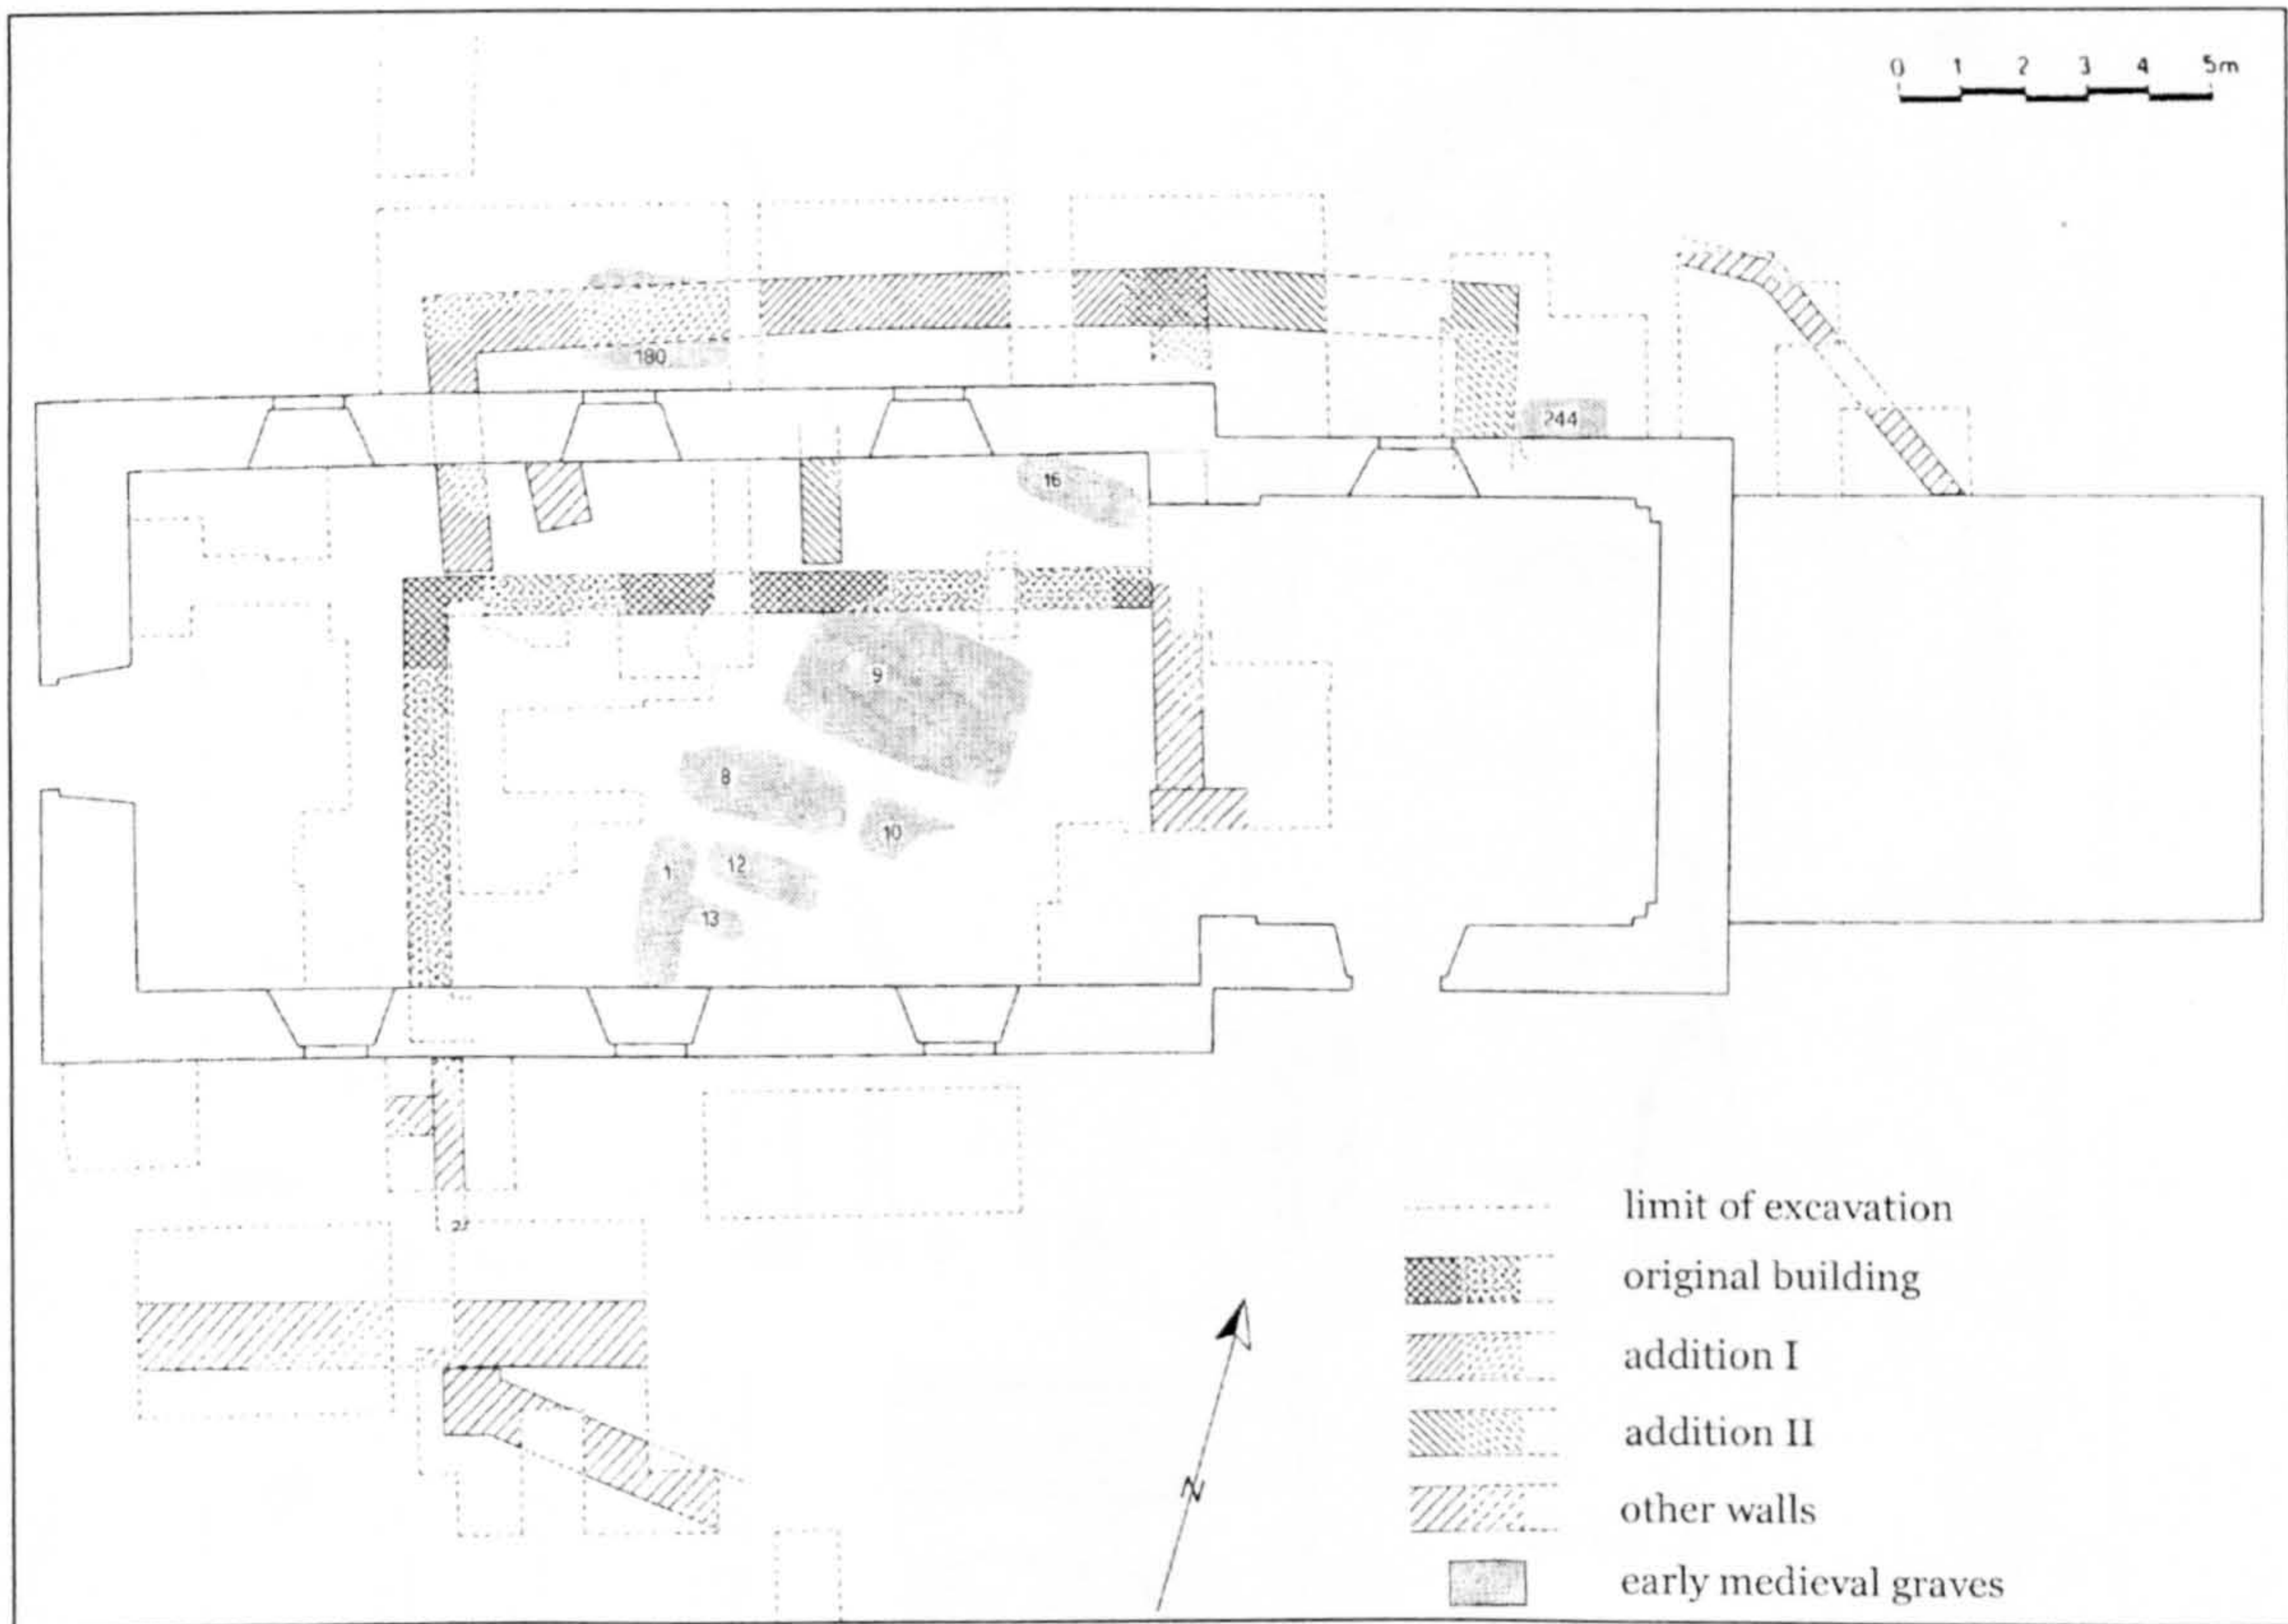 0 1 2 3 4 5m
180
244
16
9
8
10
1
12
13
N
limit of excavation
original building
addition I
addition II
other walls
early medieval graves